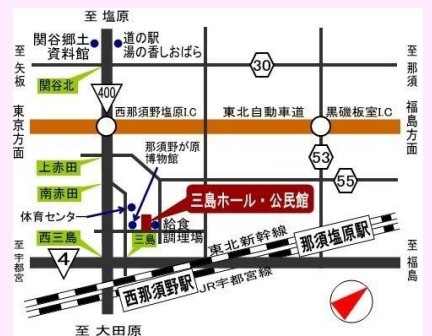 至 塩原
関谷郷土
資料館
道の駅
湯の香しおばら
至矢板
関谷北
30
至那須
400
東京方面
西那須野塩原I.C
東北自動車道
黒磯板室I.C
福島方面
那須野が原
博物館
53
上赤田
55
南赤田
三島ホール・公民館
体育センター
給食
調理場
西三島
三島
東北新幹線
那須塩原駅
至宇都宮
4
至福島
西那須野駅
JR宇都宮線
至 大田原